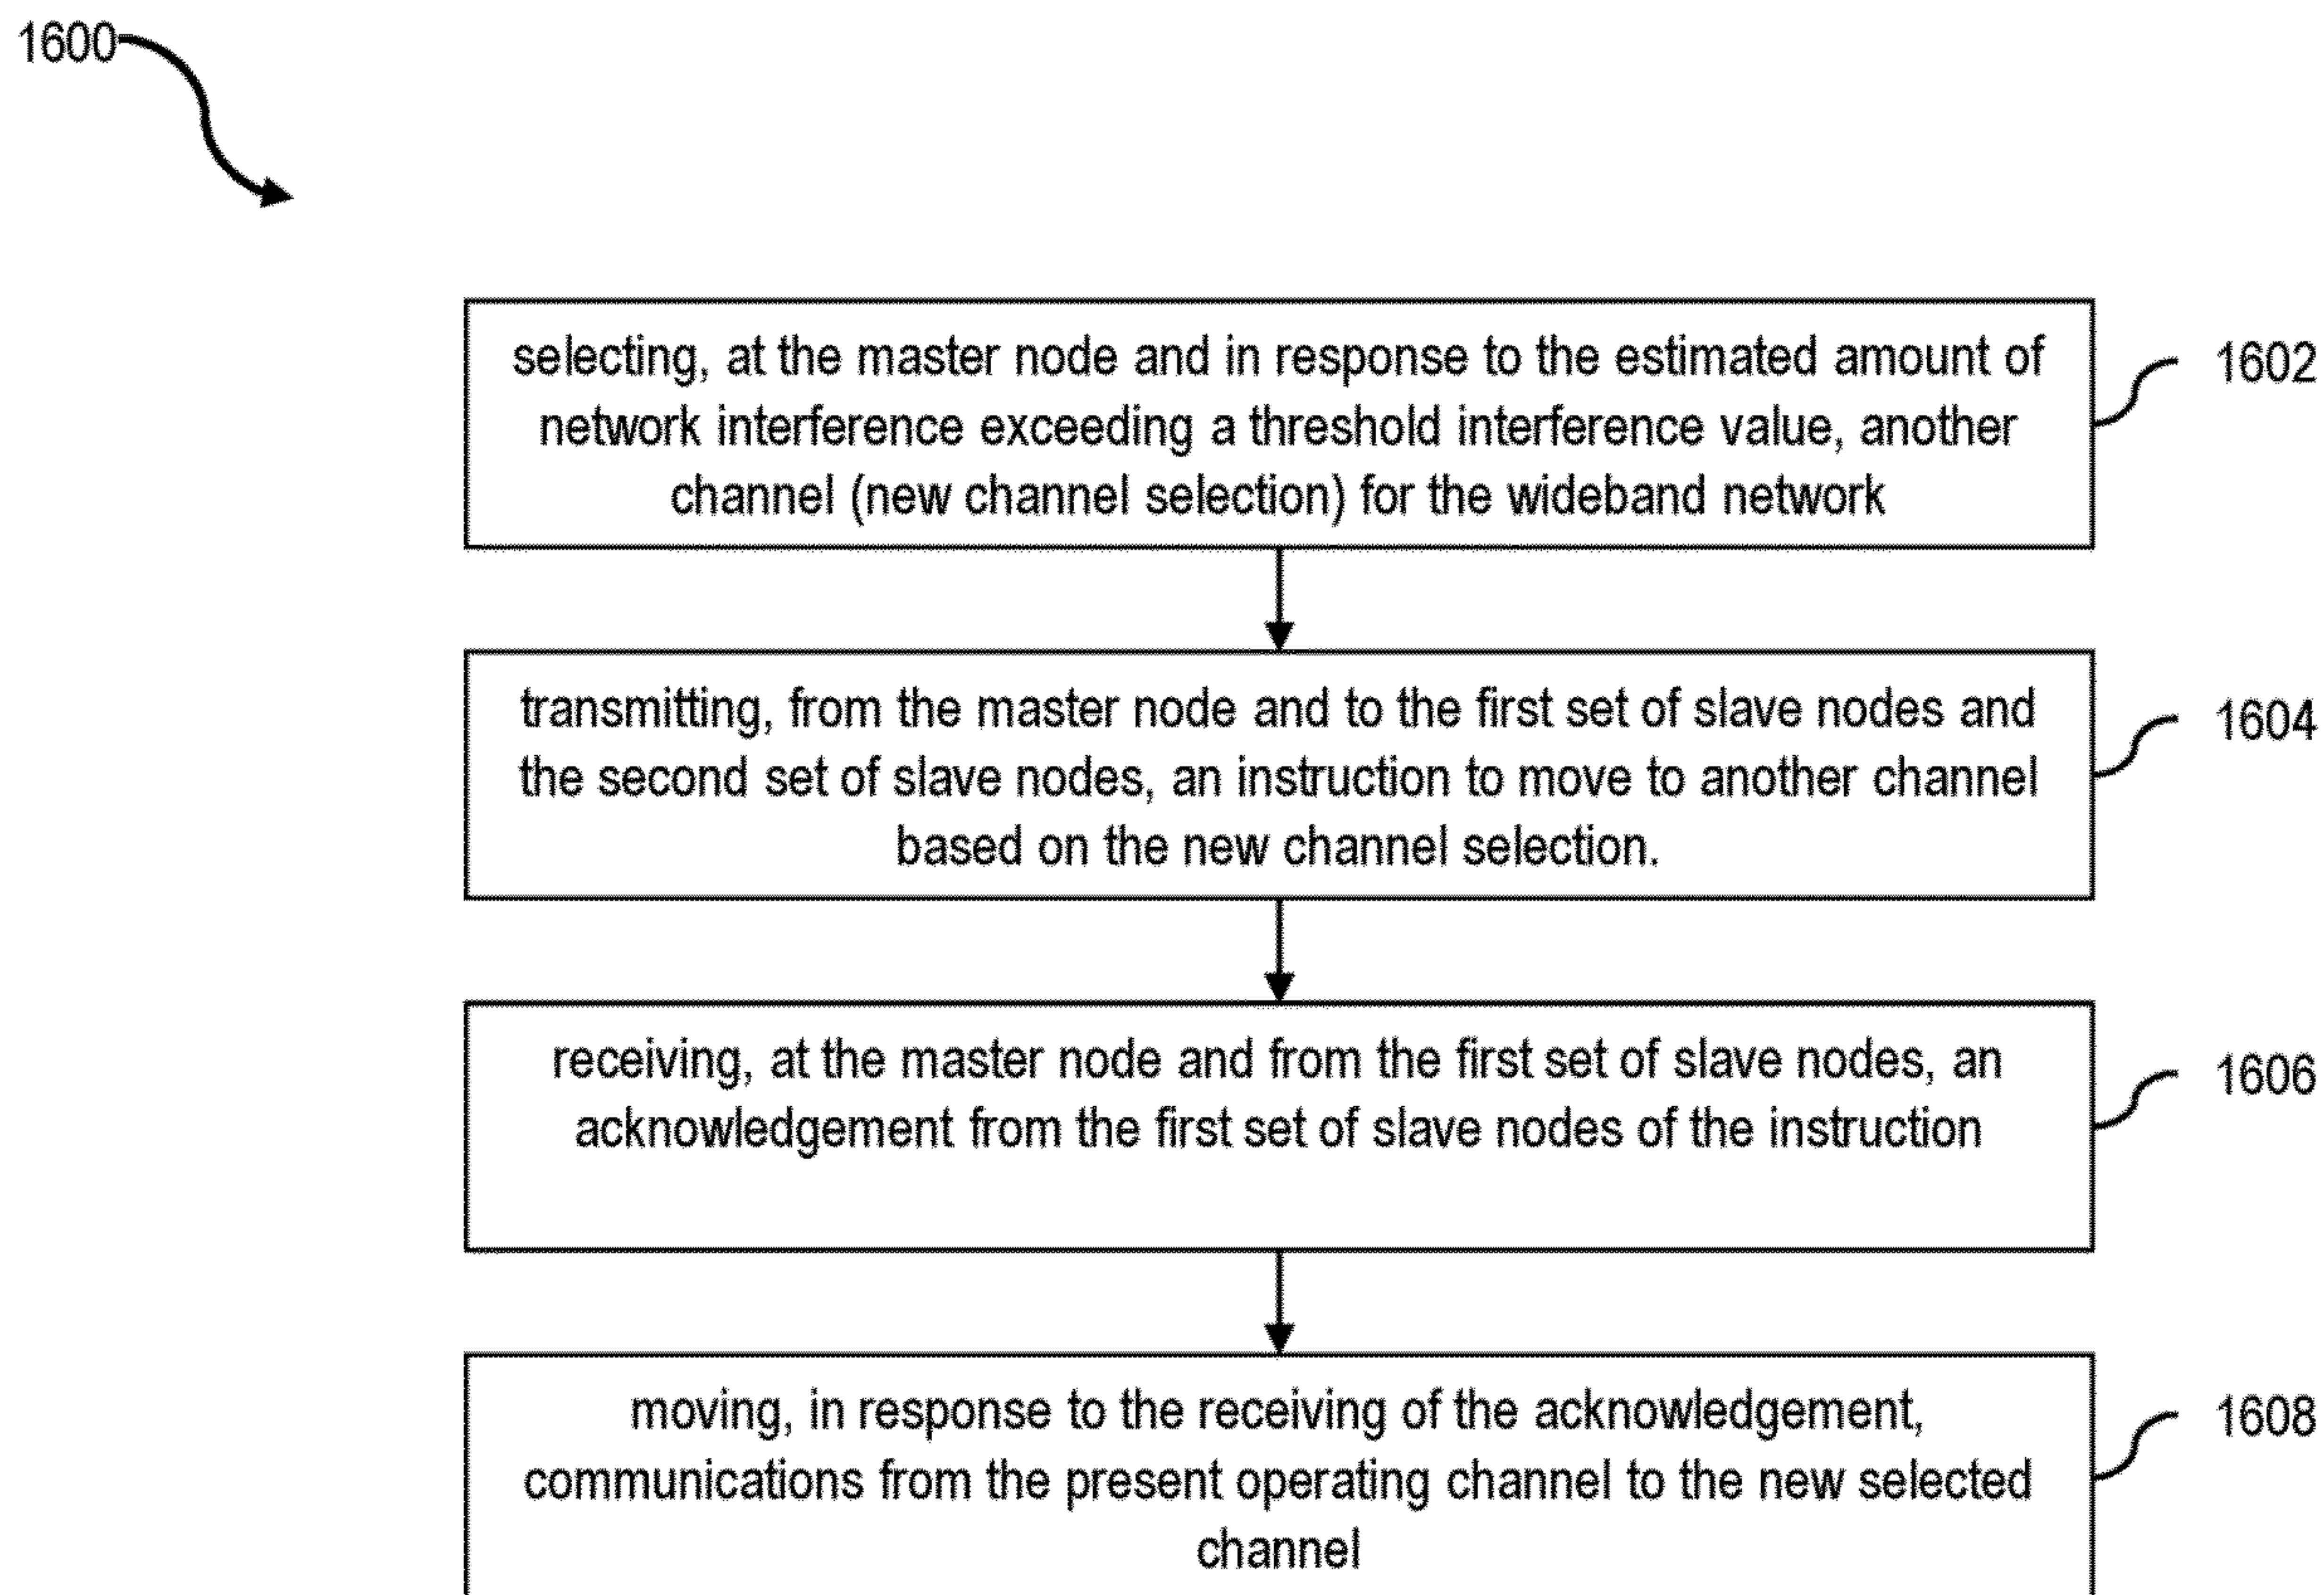 1600
selecting, at the master node and in response to the estimated amount of
network interference exceeding a threshold interference value, another
channel (new channel selection) for the wideband network
1602
transmitting, from the master node and to the first set of slave nodes and
the second set of slave nodes, an instruction to move to another channel
based on the new channel selection.
1604
receiving, at the master node and from the first set of slave nodes, an
acknowledgement from the first set of slave nodes of the instruction
1606
moving, in response to the receiving of the acknowledgement,
communications from the present operating channel to the new selected
channel
1608